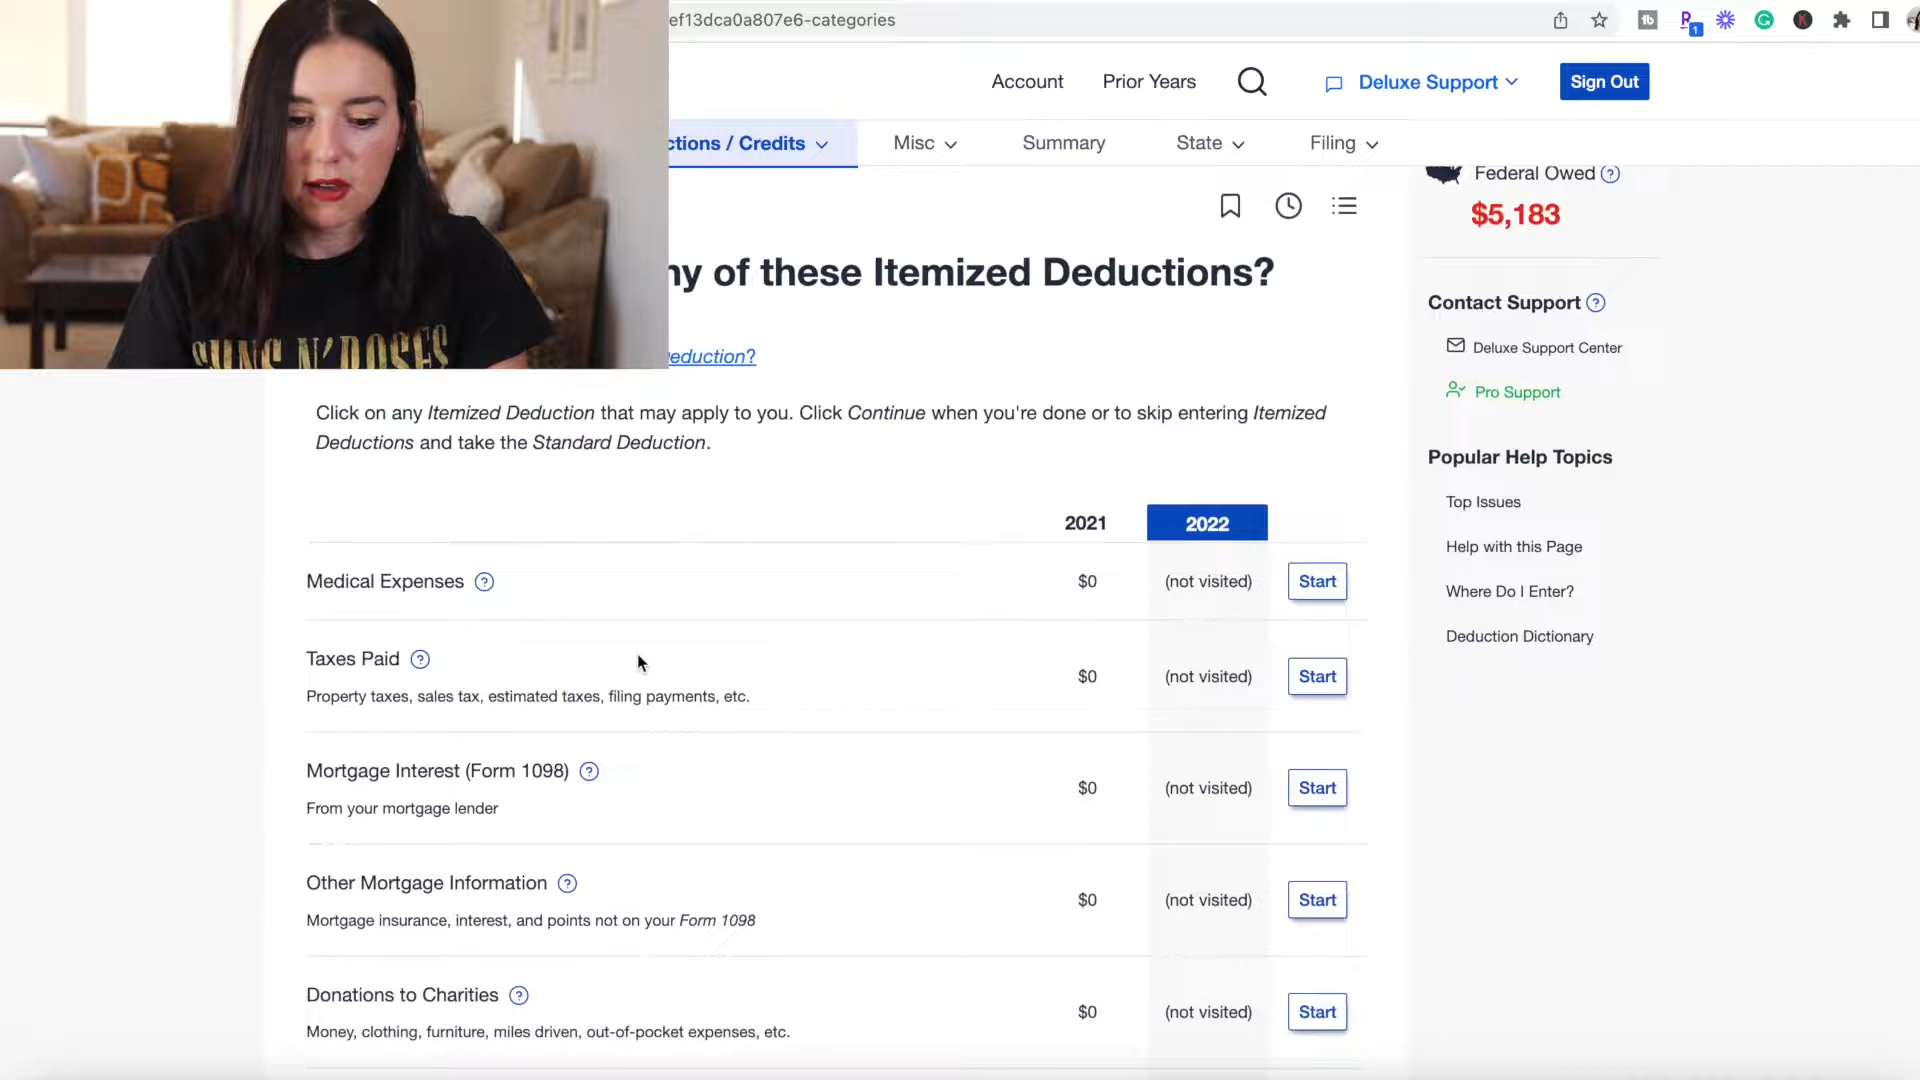 ef13dca0a807e6-categories
1
Account
Prior Years
Deluxe Support
Sign Out
ctions / Credits
Misc
Summary
State
Filing
Federal Owed ?
$5,183
ny of these Itemized Deductions?
Contact Support ?
Deluxe Support Center
eduction?
Pro Support
GUNS N' ROSES
Click on any Itemized Deduction that may apply to you. Click Continue when you're done or to skip entering Itemized
Deductions and take the Standard Deduction.
Popular Help Topics
Top Issues
Help with this Page
Where Do I Enter?
Deduction Dictionary
2021 2022
Medical Expenses ? $0 (not visited) Start
Taxes Paid ?
Property taxes, sales tax, estimated taxes, filing payments, etc.
$0 (not visited) Start
Mortgage Interest (Form 1098) ?
From your mortgage lender
$0 (not visited) Start
Other Mortgage Information ?
Mortgage insurance, interest, and points not on your Form 1098
$0 (not visited) Start
Donations to Charities ?
Money, clothing, furniture, miles driven, out-of-pocket expenses, etc.
$0 (not visited) Start